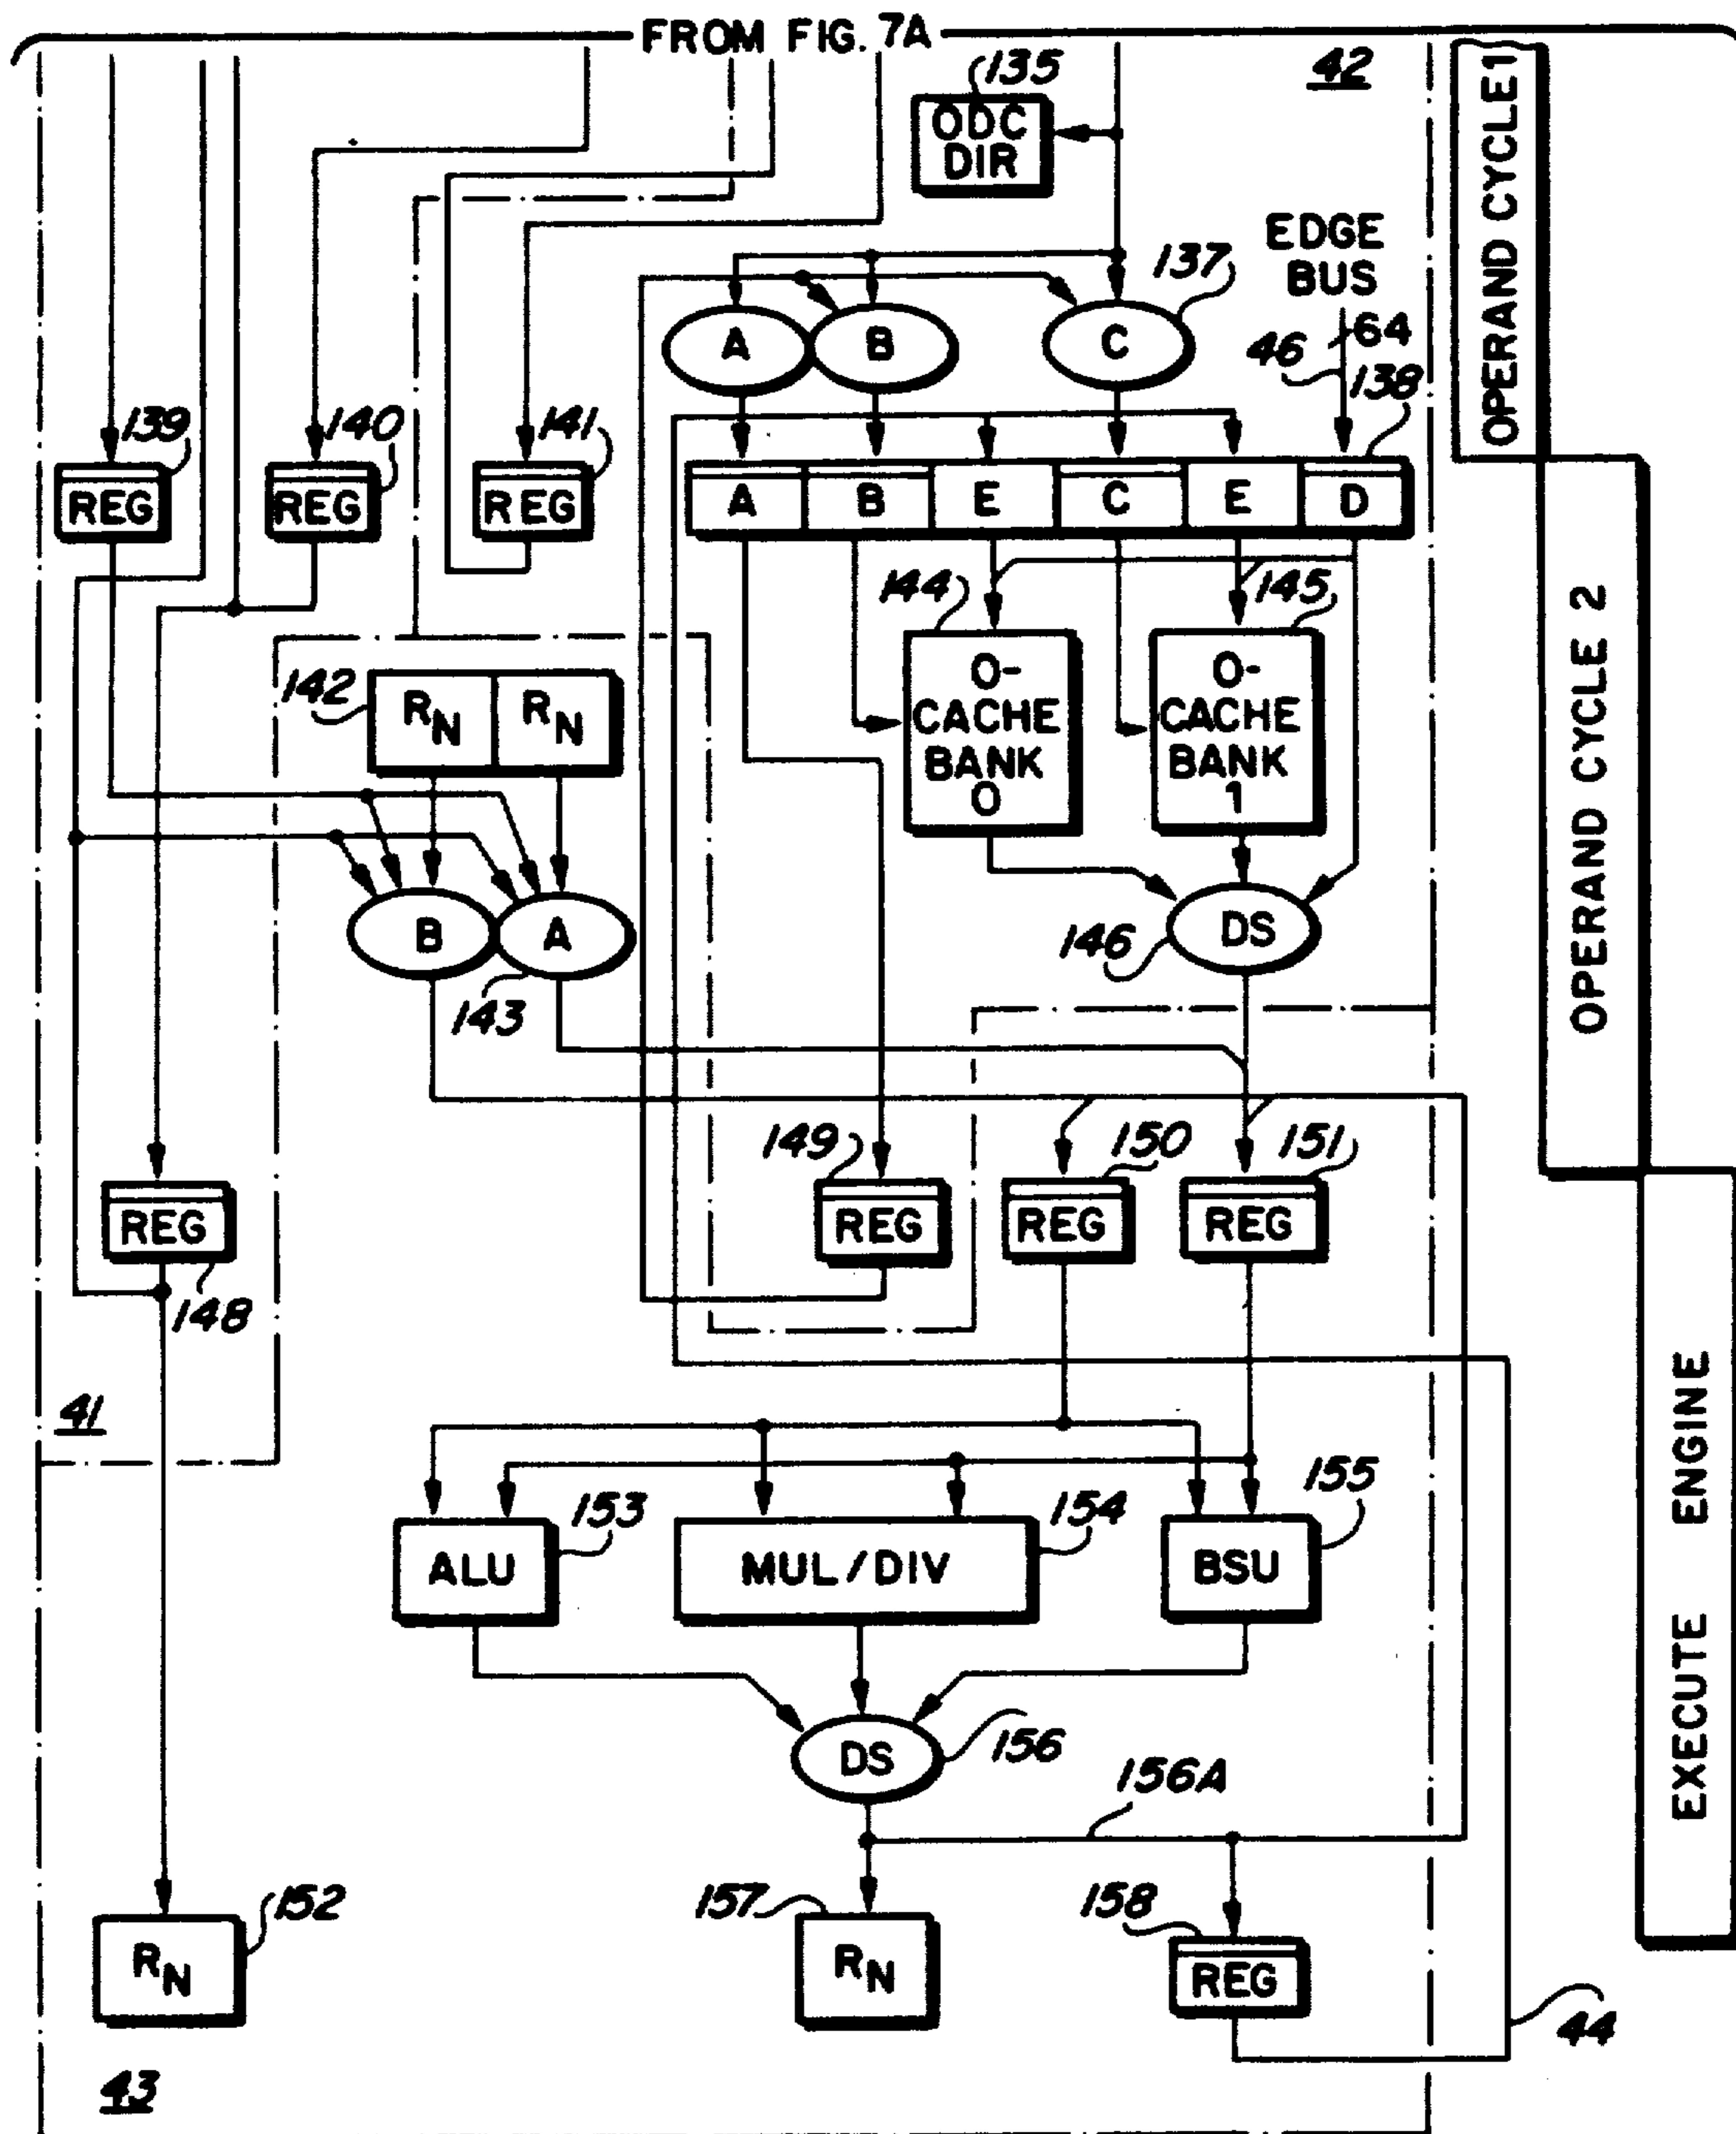 FROM FIG. 7A
135
42
ODC
DIR
OPERAND CYCLE 1
EDGE
BUS
137
64
46
A
B
C
138
139
140
141
REG
REG
REG
A
B
E
C
E
D
144
145
OPERAND CYCLE 2
142
RN
RN
O-
CACHE
BANK
0
O-
CACHE
BANK
1
B
A
143
DS
146
149
150
151
REG
REG
REG
REG
148
41
EXECUTE ENGINE
153
154
155
ALU
MUL/DIV
BSU
DS
156
156A
152
157
158
RN
RN
REG
44
43